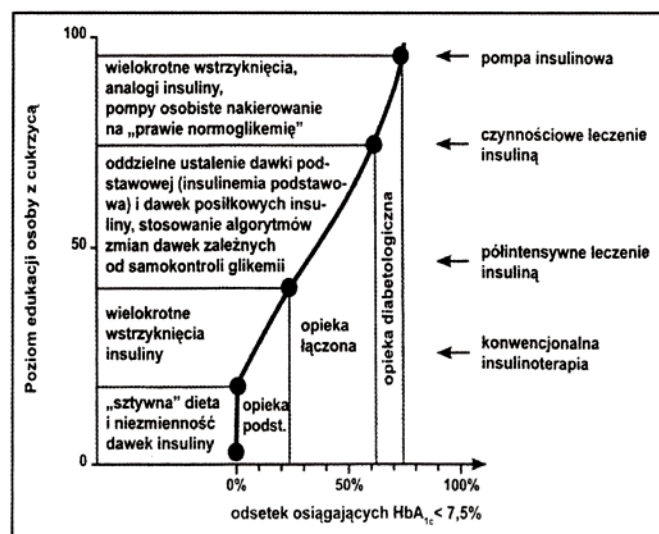 100
wielokrotne wstrzyknięcia,
analogi insuliny,
pompy osobiste nakierowanie
na „prawie normoglikemię”
oddzielne ustalenie dawki pod-
stawowej (insulinemia podstawo-
wa) i dawek posiłkowych insu-
liny, stosowanie algorytmów
zmian dawek zależnych
od samokontroli glikemii
50
wielokrotne
wstrzyknięcia
insuliny
„sztywna” dieta
i niezmienność
dawek insuliny
0
Poziom edukacji osoby z cukrzycą
opieka
podst.
opieka
łączona
opieka diabetologiczna
pompa insulinowa
czynnościowe leczenie
insuliną
półintensywne leczenie
insuliną
konwencjonalna
insulinoterapia
0% 50% 100%
odsetek osiągających HbA1c < 7,5%